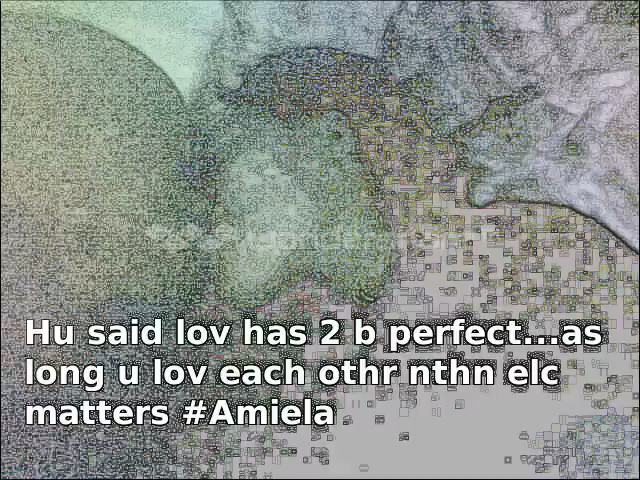 Hu said lov has 2 b perfect...as
long u lov each othr nthn elc
matters #Amiela